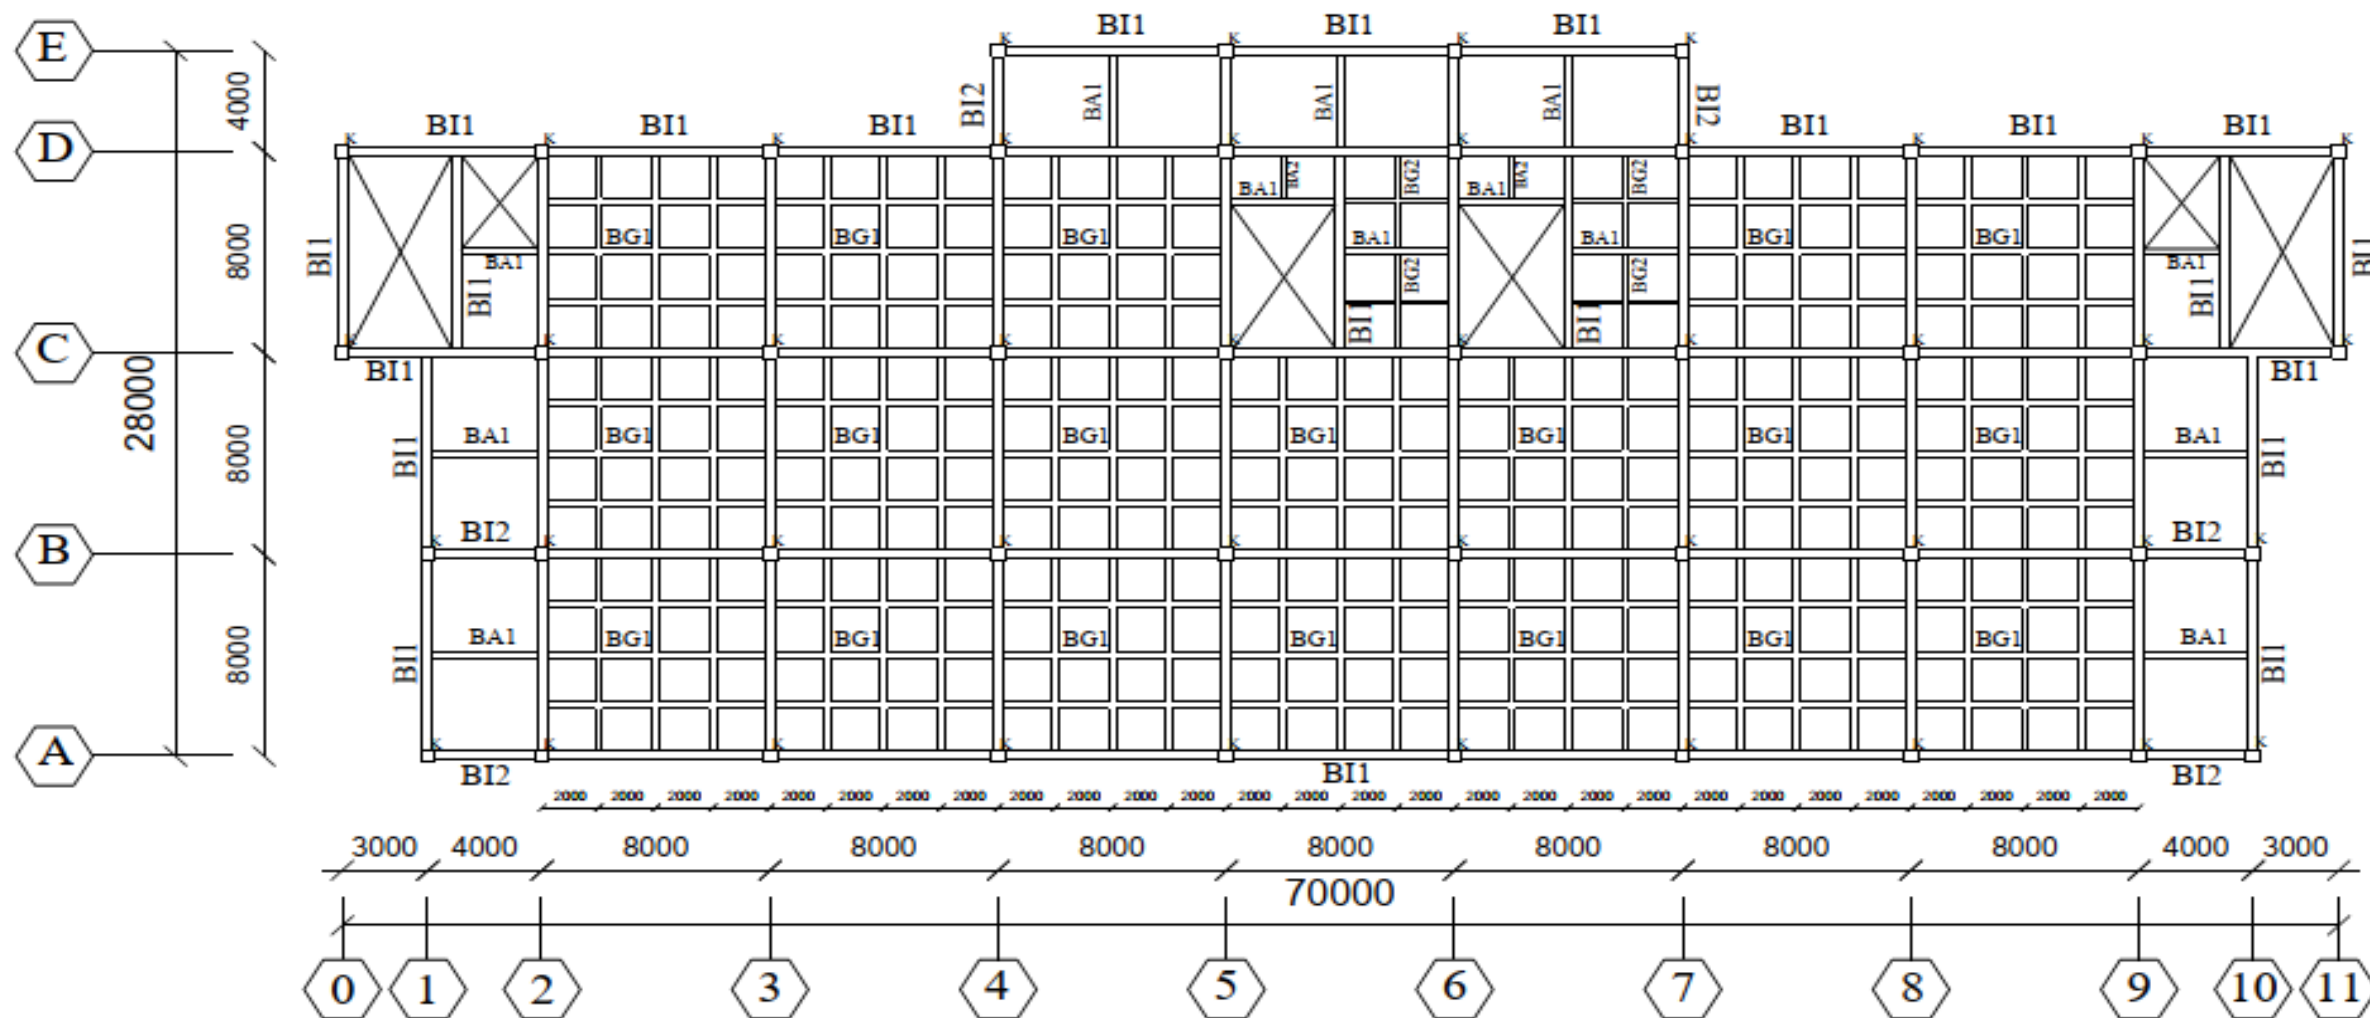 BI1 BI1 BI1
E
K K K K
4000
BI2 BA1 BA1 BA1 BI2
BI1 BI1 BI1 BI1 BI1 BI1
D
K K K K K K K K K K
BA1 BA2 BG2 BA1 BA2 BG2
8000
BI1 BG1 BG1 BG1 BA1 BA1 BG1 BG1 BI1
BA1 BI1 BG2 BG2 BA1 BI1
BI1 BI1
C
K K K K K K
BI1 BI1
28000
8000
BI1 BA1 BG1 BG1 BG1 BG1 BG1 BG1 BG1 BA1 BI1
BI2 BI2
B
K K K K K K K K K K
8000
BI1 BA1 BG1 BG1 BG1 BG1 BG1 BG1 BG1 BA1 BI1
A
K K K K K K K K K K
BI2 BI1 BI2
2000 2000 2000 2000 2000 2000 2000 2000 2000 2000 2000 2000 2000 2000 2000 2000 2000 2000 2000 2000 2000 2000 2000 2000 2000 2000 2000 2000
3000 4000 8000 8000 8000 8000 8000 8000 8000 4000 3000
70000
0 1 2 3 4 5 6 7 8 9 10 11